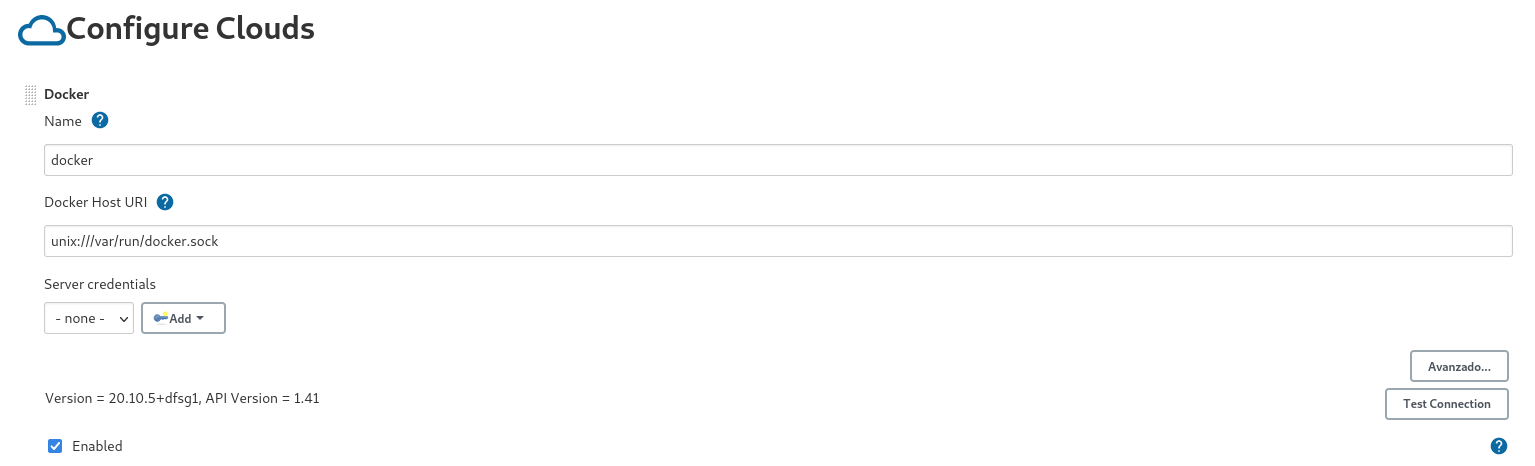 Configure Clouds
Docker
Name ?
docker
Docker Host URI ?
unix:///var/run/docker.sock
Server credentials
- none - Add
Avanzado...
Version = 20.10.5+dfsg1, API Version = 1.41 Test Connection
Enabled ?